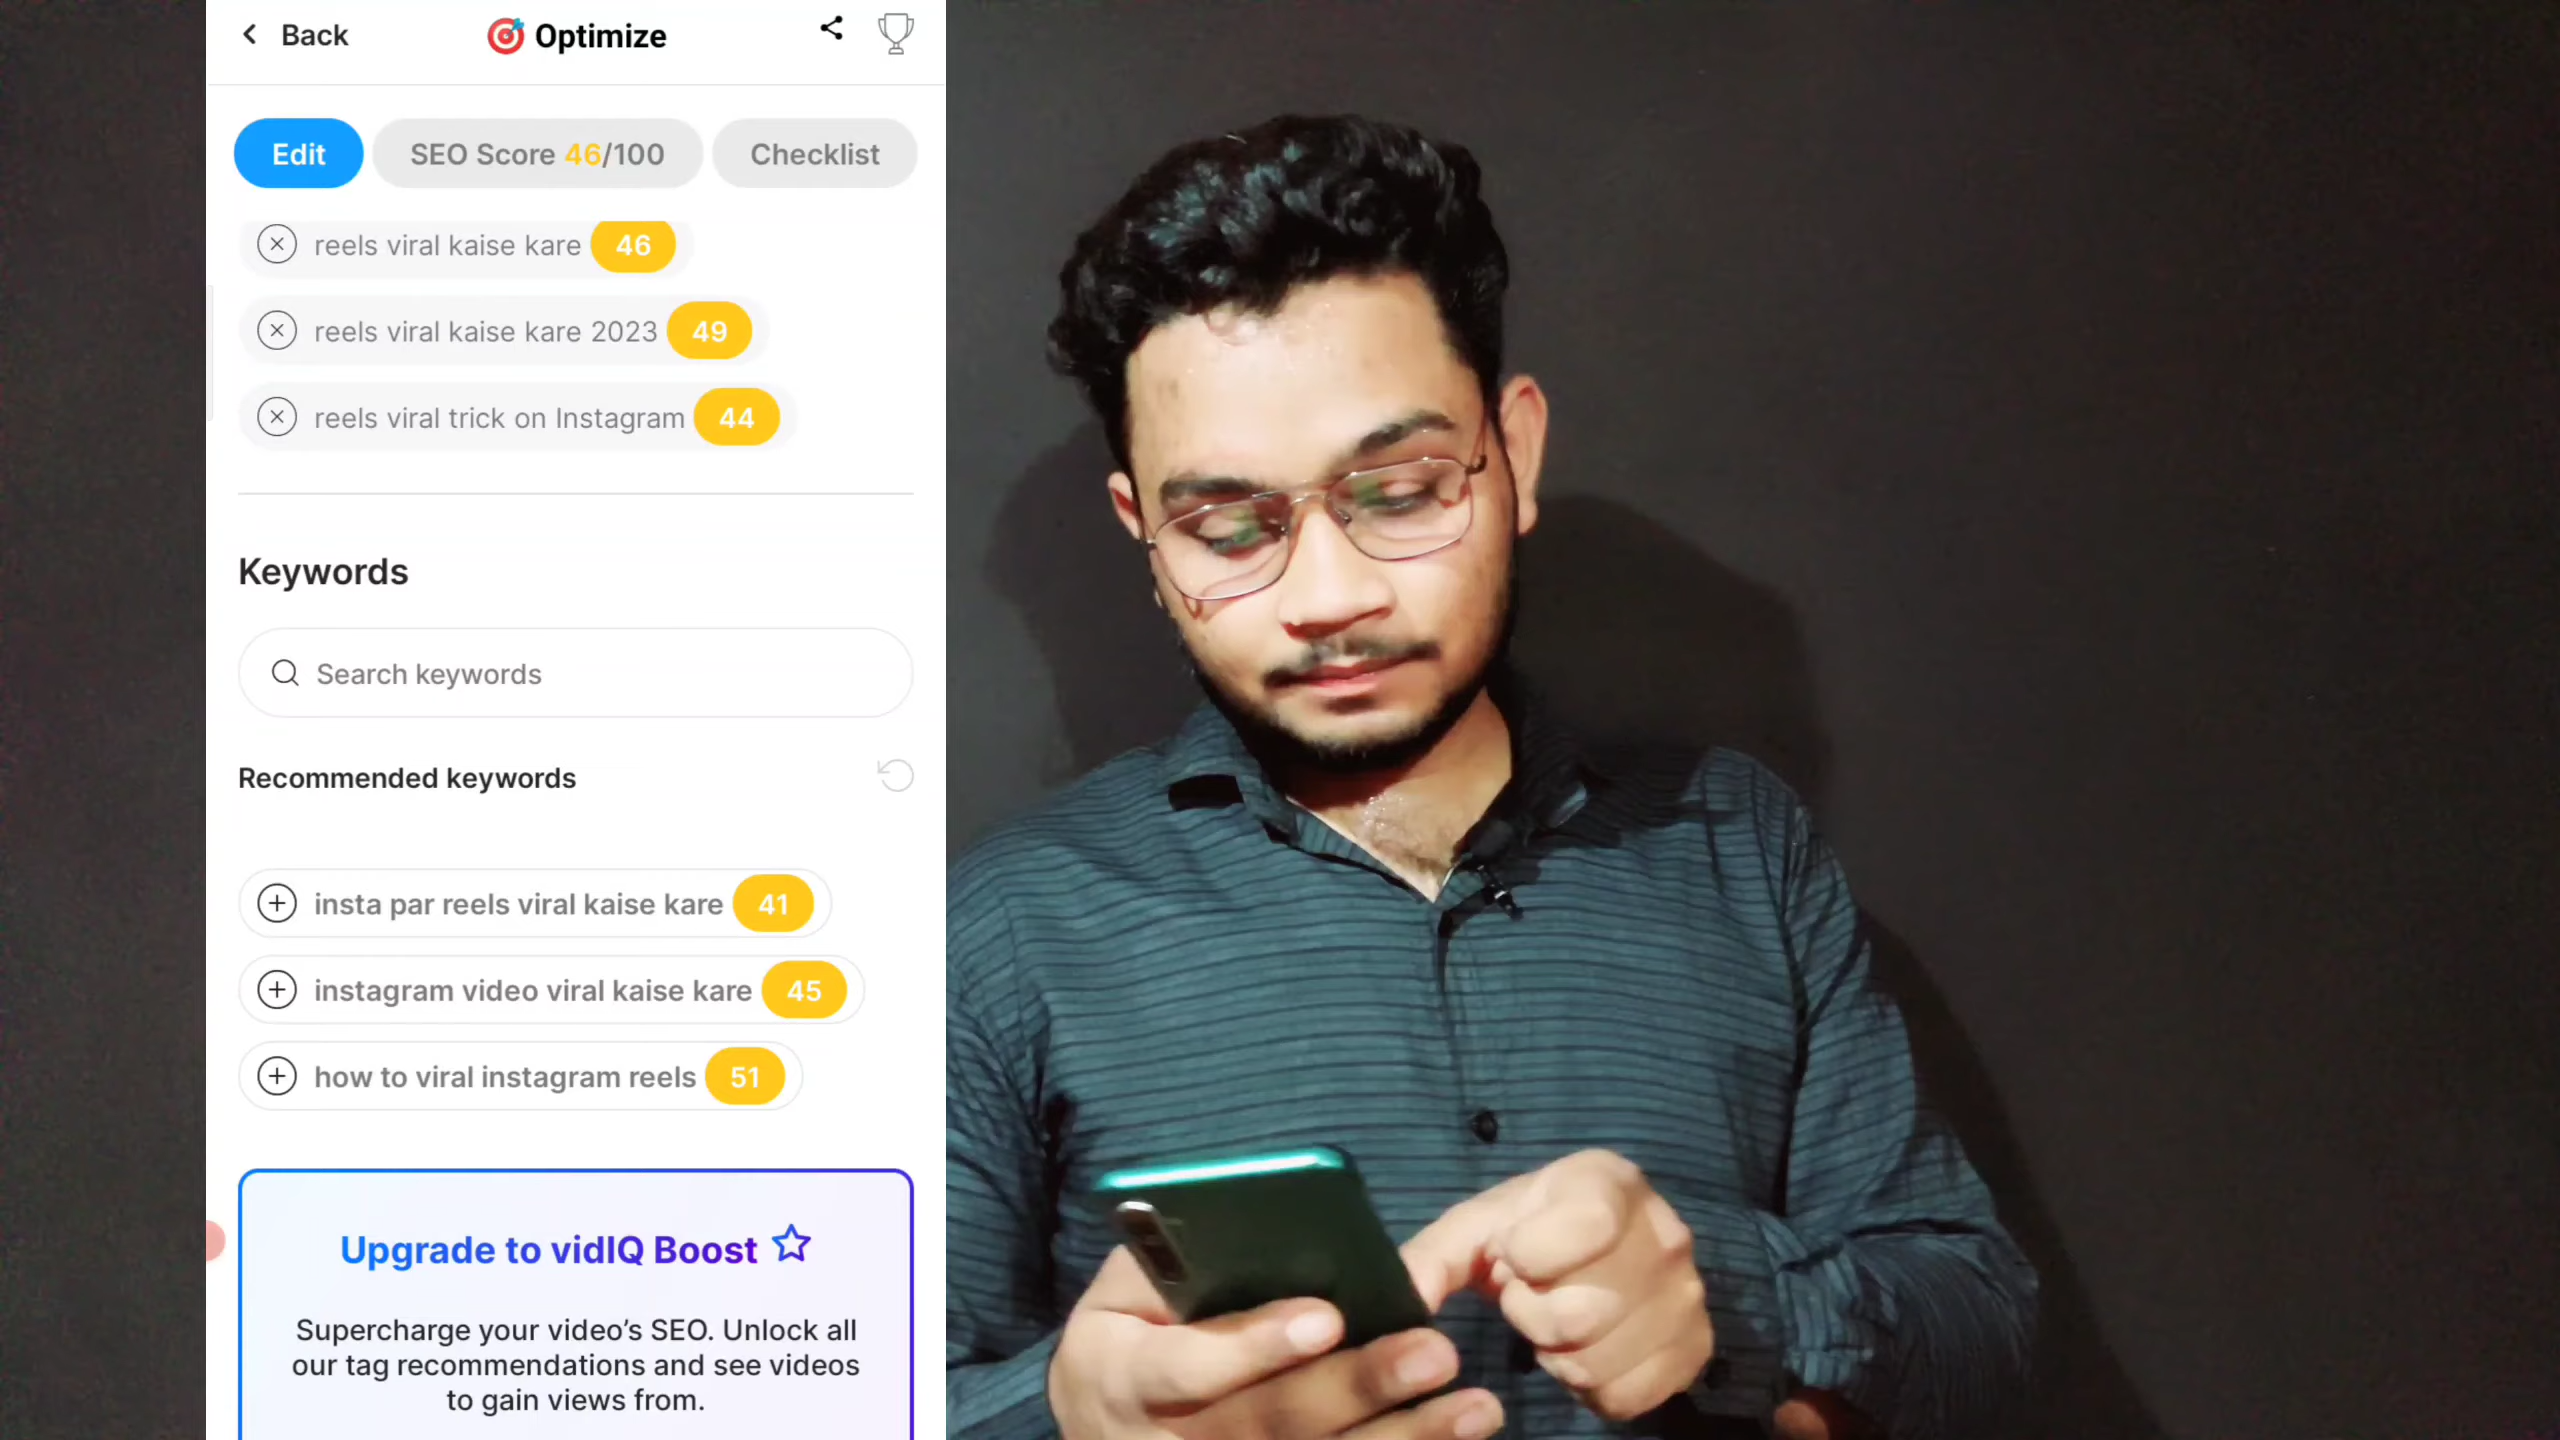 Back
Optimize
Edit
SEO Score 46/100
Checklist
reels viral kaise kare 46
reels viral kaise kare 2023 49
reels viral trick on Instagram 44
Keywords
Search keywords
Recommended keywords
insta par reels viral kaise kare 41
instagram video viral kaise kare 45
how to viral instagram reels 51
Upgrade to vidIQ Boost
Supercharge your video’s SEO. Unlock all
our tag recommendations and see videos
to gain views from.